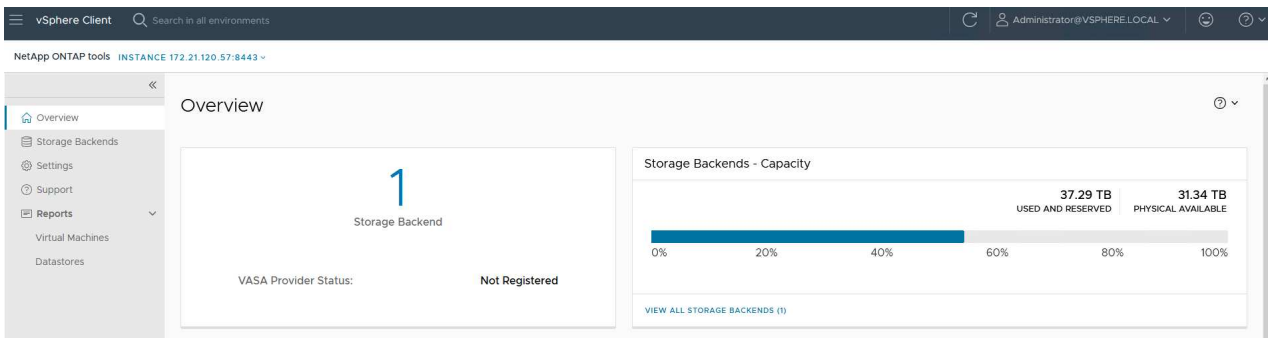 vSphere Client Search in all environments Administrator@VSPHERE.LOCAL
NetApp ONTAP tools INSTANCE 172.21.120.57:8443
Overview
Storage Backends
Settings
Support
Reports
Virtual Machines
Datastores
Overview
1
Storage Backend
VASA Provider Status: Not Registered
Storage Backends - Capacity
37.29 TB 31.34 TB
USED AND RESERVED PHYSICAL AVAILABLE
0% 20% 40% 60% 80% 100%
VIEW ALL STORAGE BACKENDS (1)